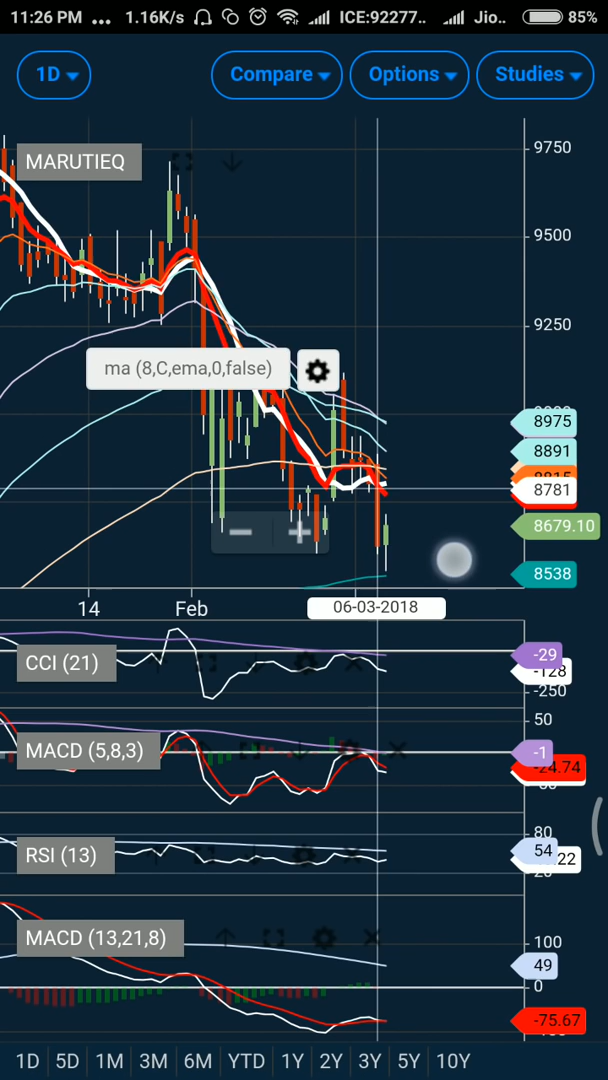 11:26 PM ... 1.16K/s ICE:92277.. Jio.. 85%
1D Compare Options Studies
9750
MARUTIEQ
9500
9250
ma (8,C,ema,0,false)
8975
8891
8781
8679.10
8538
14 Feb 06-03-2018
CCI (21)
-29
-128
-250
50
MACD (5,8,3)
-1
-24.74
80
RSI (13)
54
20
MACD (13,21,8)
100
49
0
-75.67
1D 5D 1M 3M 6M YTD 1Y 2Y 3Y 5Y 10Y